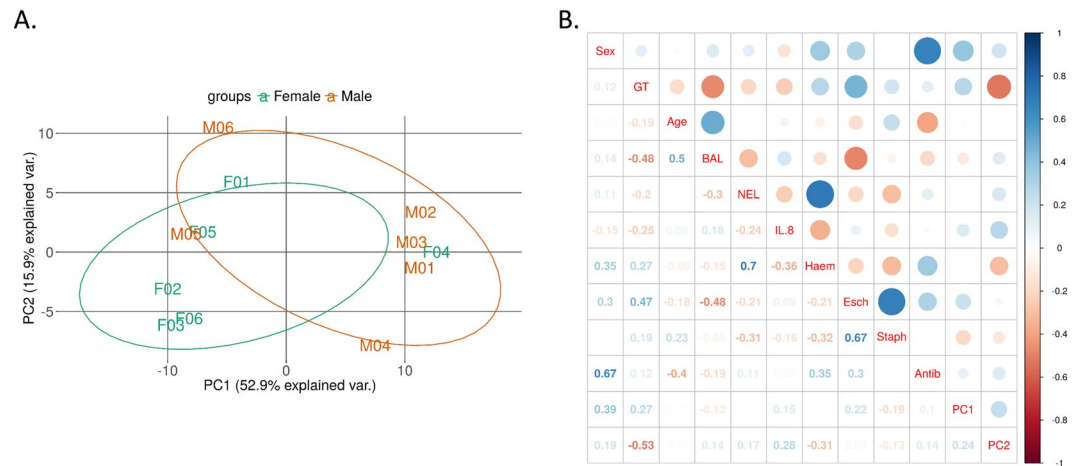 A.
B.
groups a Female a Male
10
5
0
-5
PC2 (15.9% explained var.)
M06
F01
M02
M05
F05
M03
F04
M01
F02
F06
F03
M04
-10 0 10
PC1 (52.9% explained var.)
Sex
0.12 GT
-0.19 Age
0.14 -0.48 0.5 BAL
0.11 -0.2 -0.3 NEL
-0.15 -0.25 0.18 -0.24 IL.8
0.35 0.27 -0.15 0.7 -0.36 Haem
0.3 0.47 -0.18 -0.48 -0.21 0.09 -0.21 Esch
0.19 0.23 -0.31 -0.16 -0.32 0.67 Staph
0.67 0.12 -0.4 -0.19 0.11 0.35 0.3 Antib
0.39 0.27 -0.12 0.15 0.22 -0.19 0.1 PC1
0.19 -0.53 0.14 0.17 0.28 -0.31 -0.13 0.14 0.24 PC2
1
0.8
0.6
0.4
0.2
0
-0.2
-0.4
-0.6
-0.8
-1